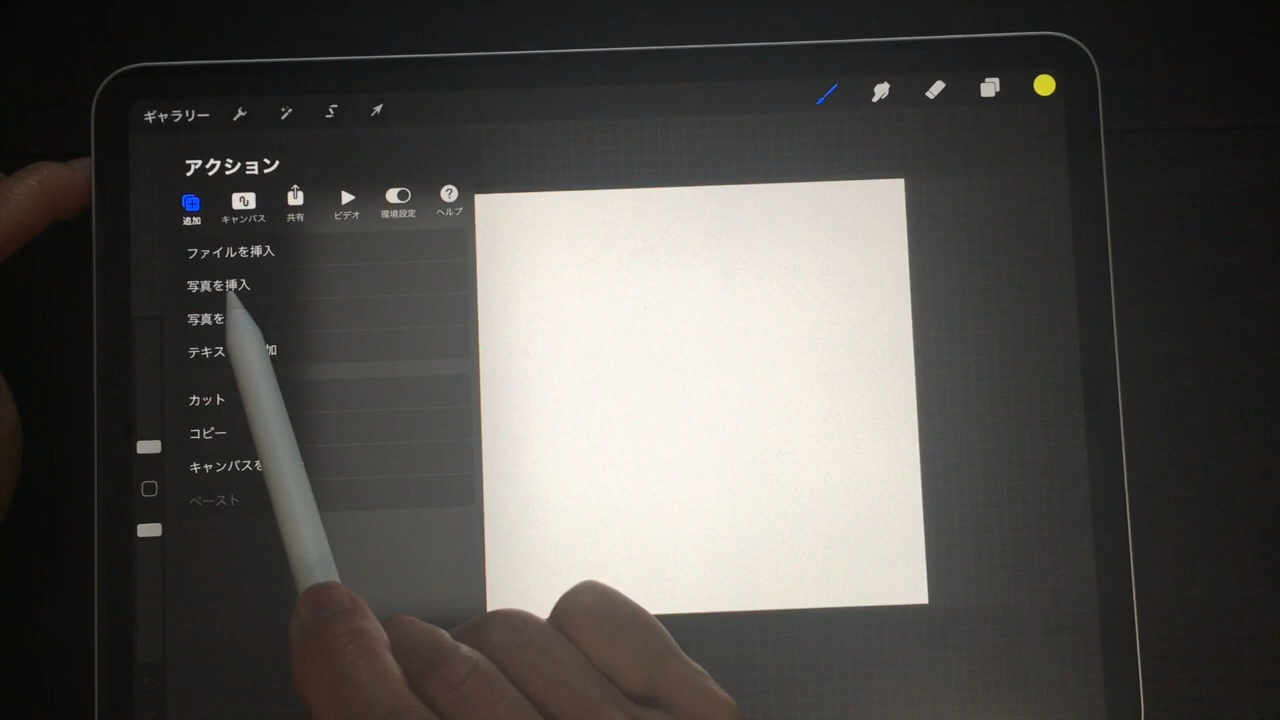 ギャラリー
アクション
追加 キャンバス 共有 ビデオ 環境設定 ヘルプ
ファイルを挿入
写真を挿入
写真を
テキス 加
カット
コピー
キャンバスを
ペースト